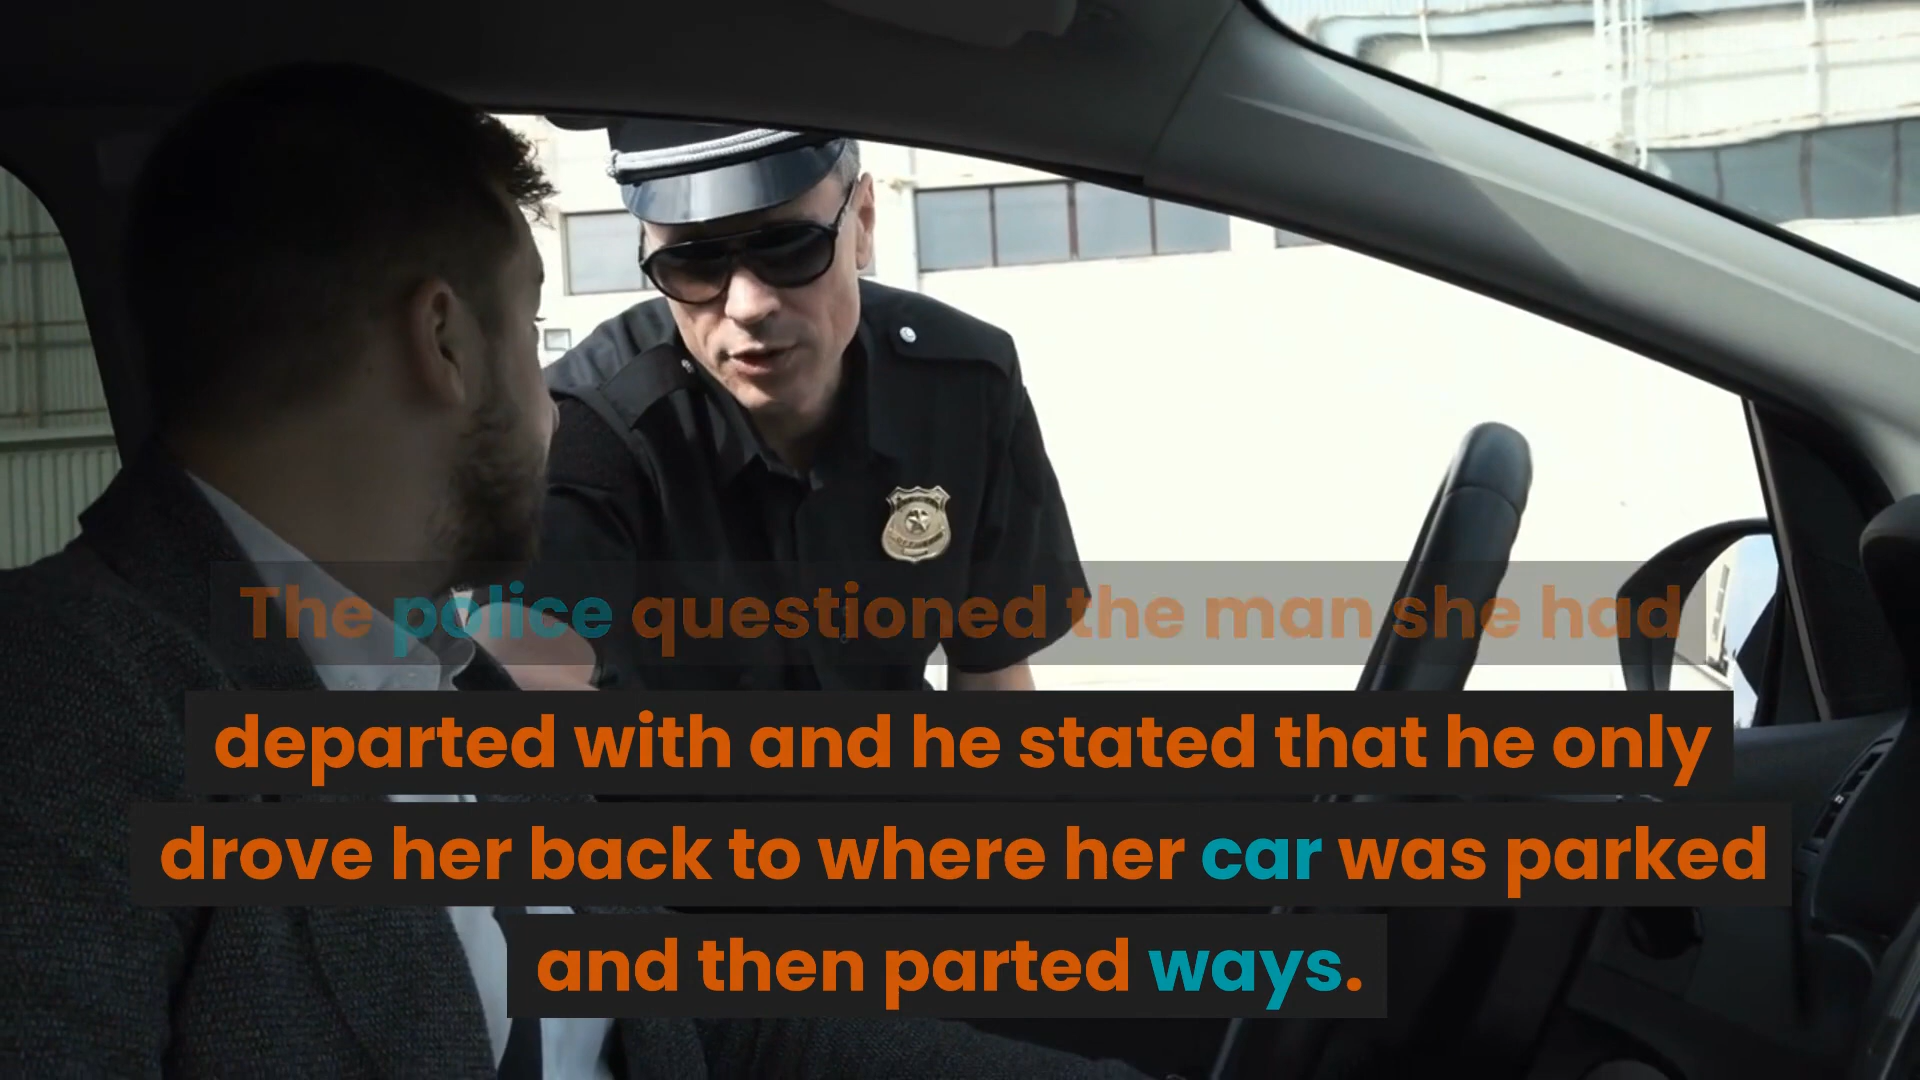 The police questioned the man she had
departed with and he stated that he only
drove her back to where her car was parked
and then parted ways.